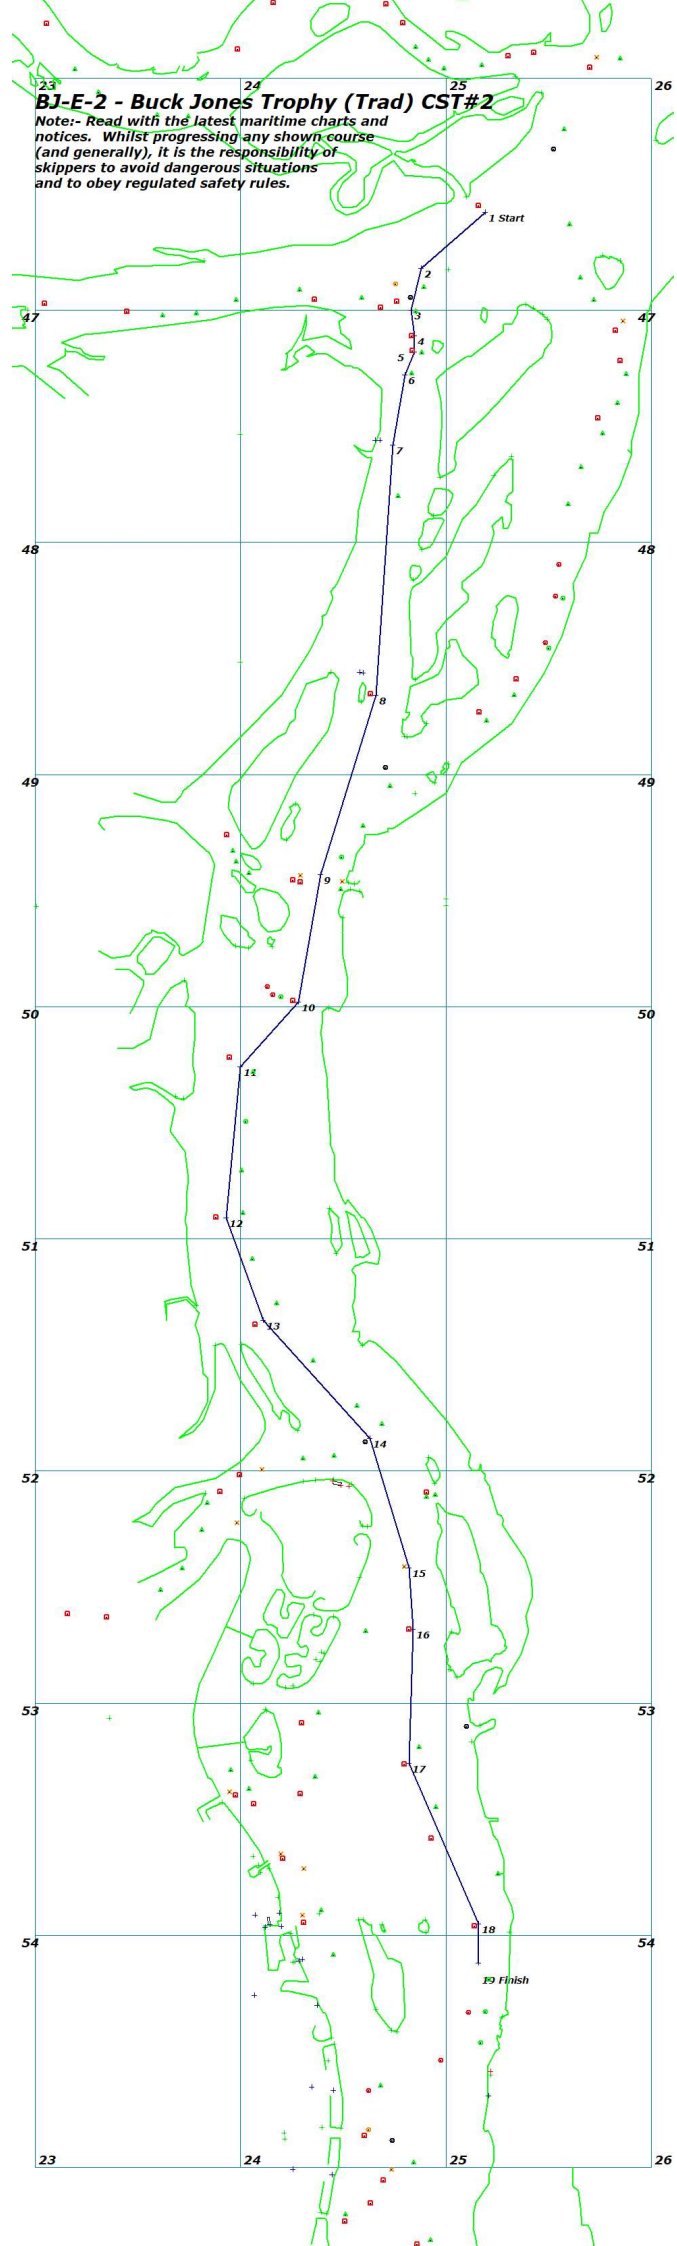 23 24 25 26
BJ-E-2 - Buck Jones Trophy (Trad) CST#2
Note:- Read with the latest maritime charts and
notices. Whilst progressing any shown course
(and generally), it is the responsibility of
skippers to avoid dangerous situations
and to obey regulated safety rules.
1 Start
2
47 3 47
4
5
6
7
48 48
8
49 49
9
50 10 50
11
12
51 51
13
14
52 52
15
16
53 53
17
18
54 54
19 Finish
23 24 25 26